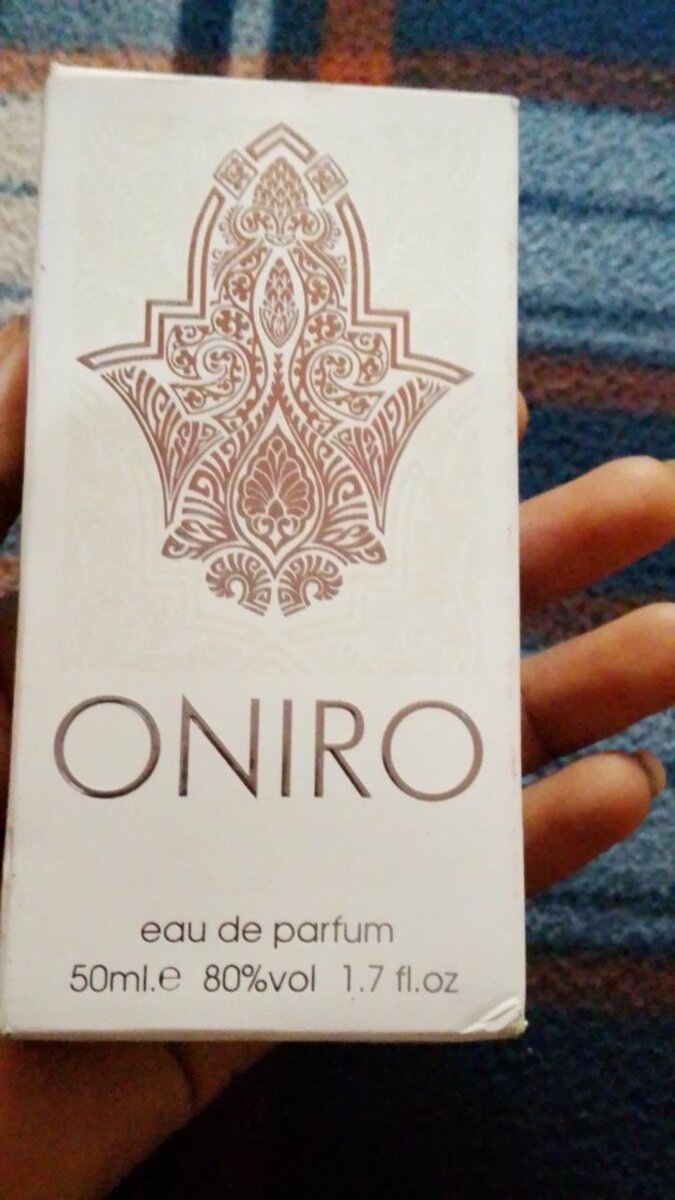 ONIRO
eau de parfum
50ml.e 80%vol 1.7 fl.oz